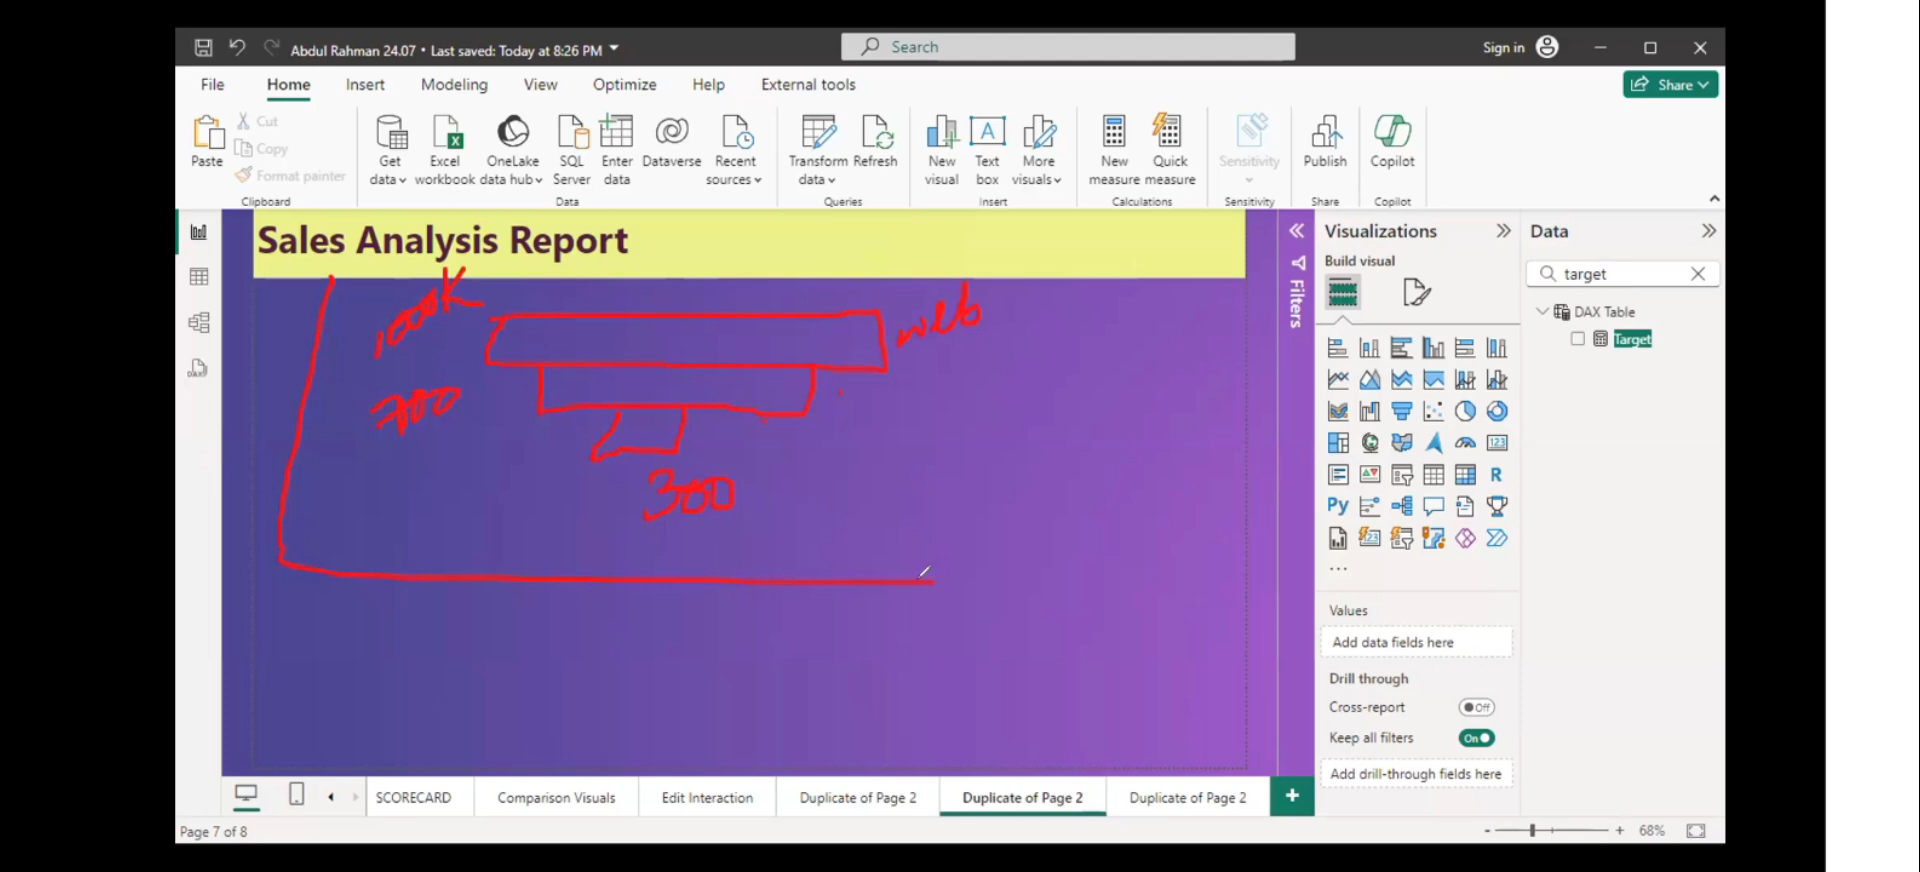 Abdul Rahman 24.07 • Last saved: Today at 8:26 PM
Search
Sign in
File Home Insert Modeling View Optimize Help External tools
Share
Paste
Cut
Copy
Format painter
Clipboard
Get data
Excel workbook
OneLake data hub
SQL Server
Enter data
Dataverse
Recent sources
Data
Transform data
Refresh
Queries
New visual
Text box
More visuals
Insert
New measure
Quick measure
Calculations
Sensitivity
Sensitivity
Publish
Share
Copilot
Copilot
Sales Analysis Report
1000K
web
700
300
Filters
Visualizations
Build visual
Values
Add data fields here
Drill through
Cross-report Off
Keep all filters On
Add drill-through fields here
Data
target
DAX Table
Target
SCORECARD Comparison Visuals Edit Interaction Duplicate of Page 2 Duplicate of Page 2 Duplicate of Page 2
Page 7 of 8
- + 68%